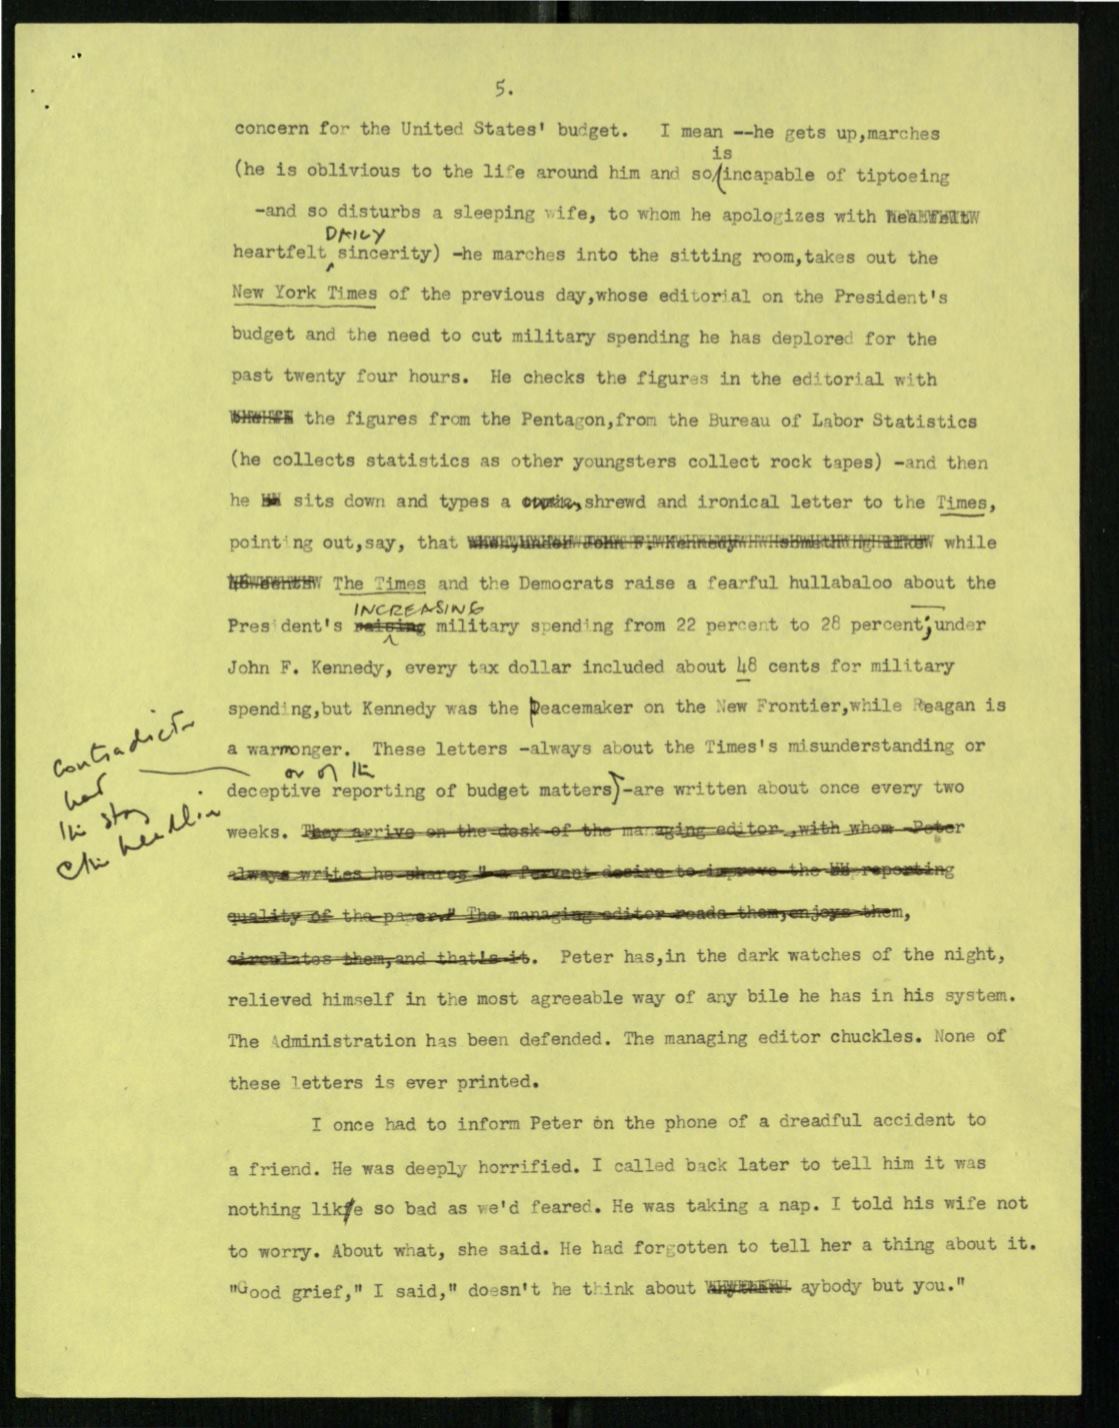 5.
concern for the United States' budget. I mean --he gets up,marches
is
(he is oblivious to the life around him and so incapable of tiptoeing
-and so disturbs a sleeping wife, to whom he apologizes with heartfelt
DAILY
heartfelt sincerity) -he marches into the sitting room,takes out the
New York Times of the previous day,whose editorial on the President's
budget and the need to cut military spending he has deplored for the
past twenty four hours. He checks the figures in the editorial with
the figures from the Pentagon,from the Bureau of Labor Statistics
(he collects statistics as other youngsters collect rock tapes) -and then
he sits down and types a shrewd and ironical letter to the Times,
pointing out,say, that John F. Kennedy something like while
The Times and the Democrats raise a fearful hullabaloo about the
INCREASING
President's raising military spending from 22 percent to 28 percent;under
John F. Kennedy, every tax dollar included about 48 cents for military
spending,but Kennedy was the peacemaker on the New Frontier,while Reagan is
a warmonger. These letters -always about the Times's misunderstanding or
or of the
deceptive reporting of budget matters)-are written about once every two
weeks. They arrive on the desk of the managing editor ,with whom Peter
always writes he shares "a fervent desire to improve the reporting
quality of the paper." The managing editor reads them,enjoys them,
circulates them,and that's it. Peter has,in the dark watches of the night,
relieved himself in the most agreeable way of any bile he has in his system.
The Administration has been defended. The managing editor chuckles. None of
these letters is ever printed.
I once had to inform Peter on the phone of a dreadful accident to
a friend. He was deeply horrified. I called back later to tell him it was
nothing like so bad as we'd feared. He was taking a nap. I told his wife not
to worry. About what, she said. He had forgotten to tell her a thing about it.
"Good grief," I said," doesn't he think about aybody but you."
the story